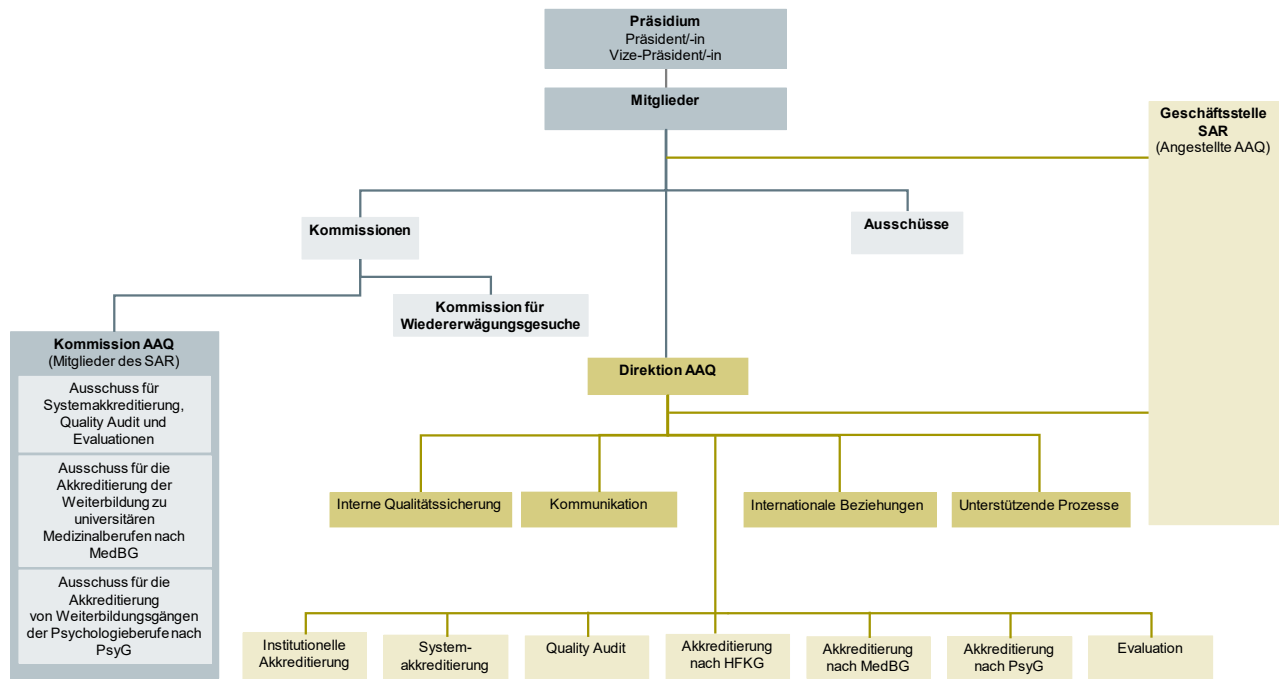 Präsidium
Präsident/-in
Vize-Präsident/-in
Mitglieder
Geschäftsstelle
SAR
(Angestellte AAQ)
Kommissionen
Ausschüsse
Kommission für
Wiedererwägungsgesuche
Kommission AAQ
(Mitglieder des SAR)
Ausschuss für
Systemakkreditierung,
Quality Audit und
Evaluationen
Ausschuss für die
Akkreditierung der
Weiterbildung zu
universitären
Medizinalberufen nach
MedBG
Ausschuss für die
Akkreditierung
von Weiterbildungsgängen
der Psychologieberufe nach
PsyG
Direktion AAQ
Interne Qualitätssicherung
Kommunikation
Internationale Beziehungen
Unterstützende Prozesse
Institutionelle
Akkreditierung
System-
akkreditierung
Quality Audit
Akkreditierung
nach HFKG
Akkreditierung
nach MedBG
Akkreditierung
nach PsyG
Evaluation